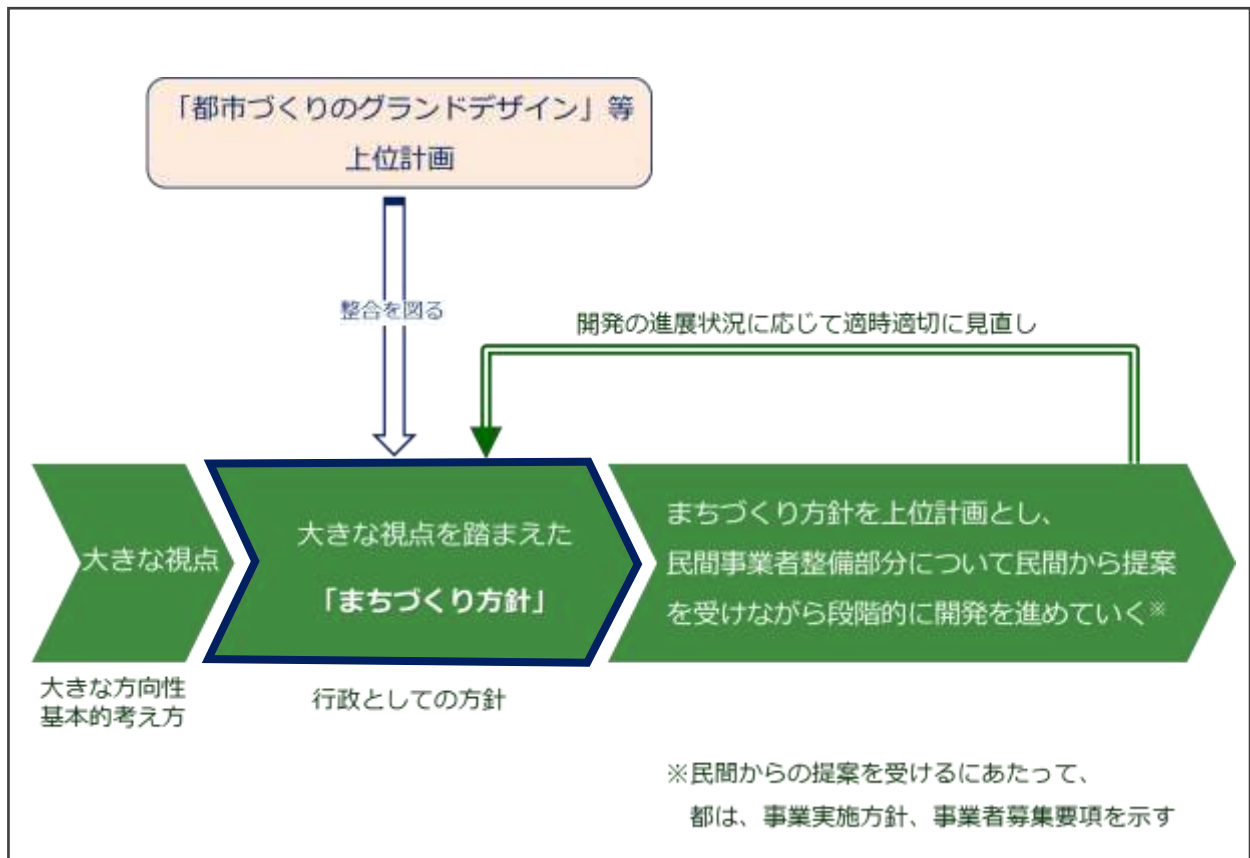 「都市づくりのグランドデザイン」等
上位計画
整合を図る
開発の進展状況に応じて適時適切に見直し
大きな視点
大きな視点を踏まえた
「まちづくり方針」
まちづくり方針を上位計画とし、
民間事業者整備部分について民間から提案
を受けながら段階的に開発を進めていく※
大きな方向性
基本的考え方
行政としての方針
※民間からの提案を受けるにあたって、
都は、事業実施方針、事業者募集要項を示す